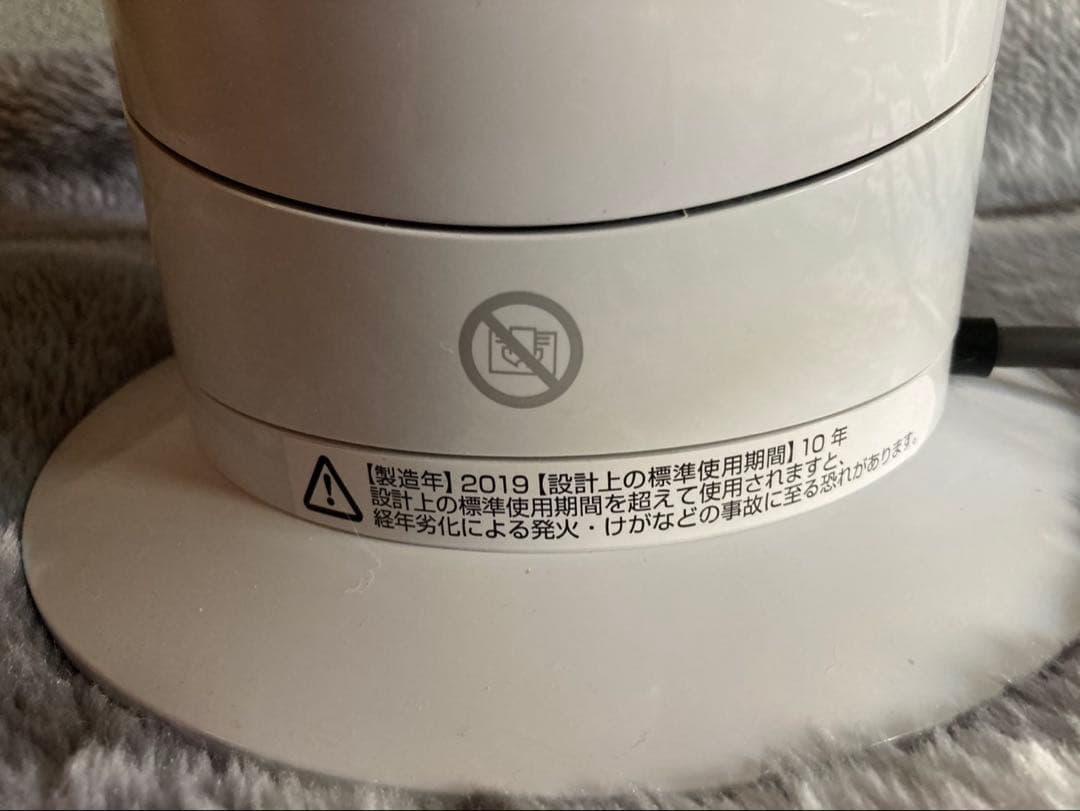 【製造年】2019【設計上の標準使用期間】10 年
設計上の標準使用期間を超えて使用されますと、
経年劣化による発火・けがなどの事故に至る恐れがあります。